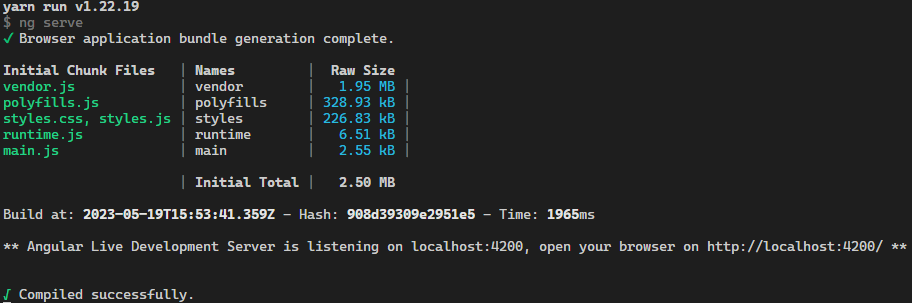 yarn run v1.22.19
$ ng serve
✓ Browser application bundle generation complete.
Initial Chunk Files | Names | Raw Size
vendor.js | vendor | 1.95 MB |
polyfills.js | polyfills | 328.93 kB |
styles.css, styles.js | styles | 226.83 kB |
runtime.js | runtime | 6.51 kB |
main.js | main | 2.55 kB |
| Initial Total | 2.50 MB
Build at: 2023-05-19T15:53:41.359Z - Hash: 908d39309e2951e5 - Time: 1965ms
** Angular Live Development Server is listening on localhost:4200, open your browser on http://localhost:4200/ **
√ Compiled successfully.